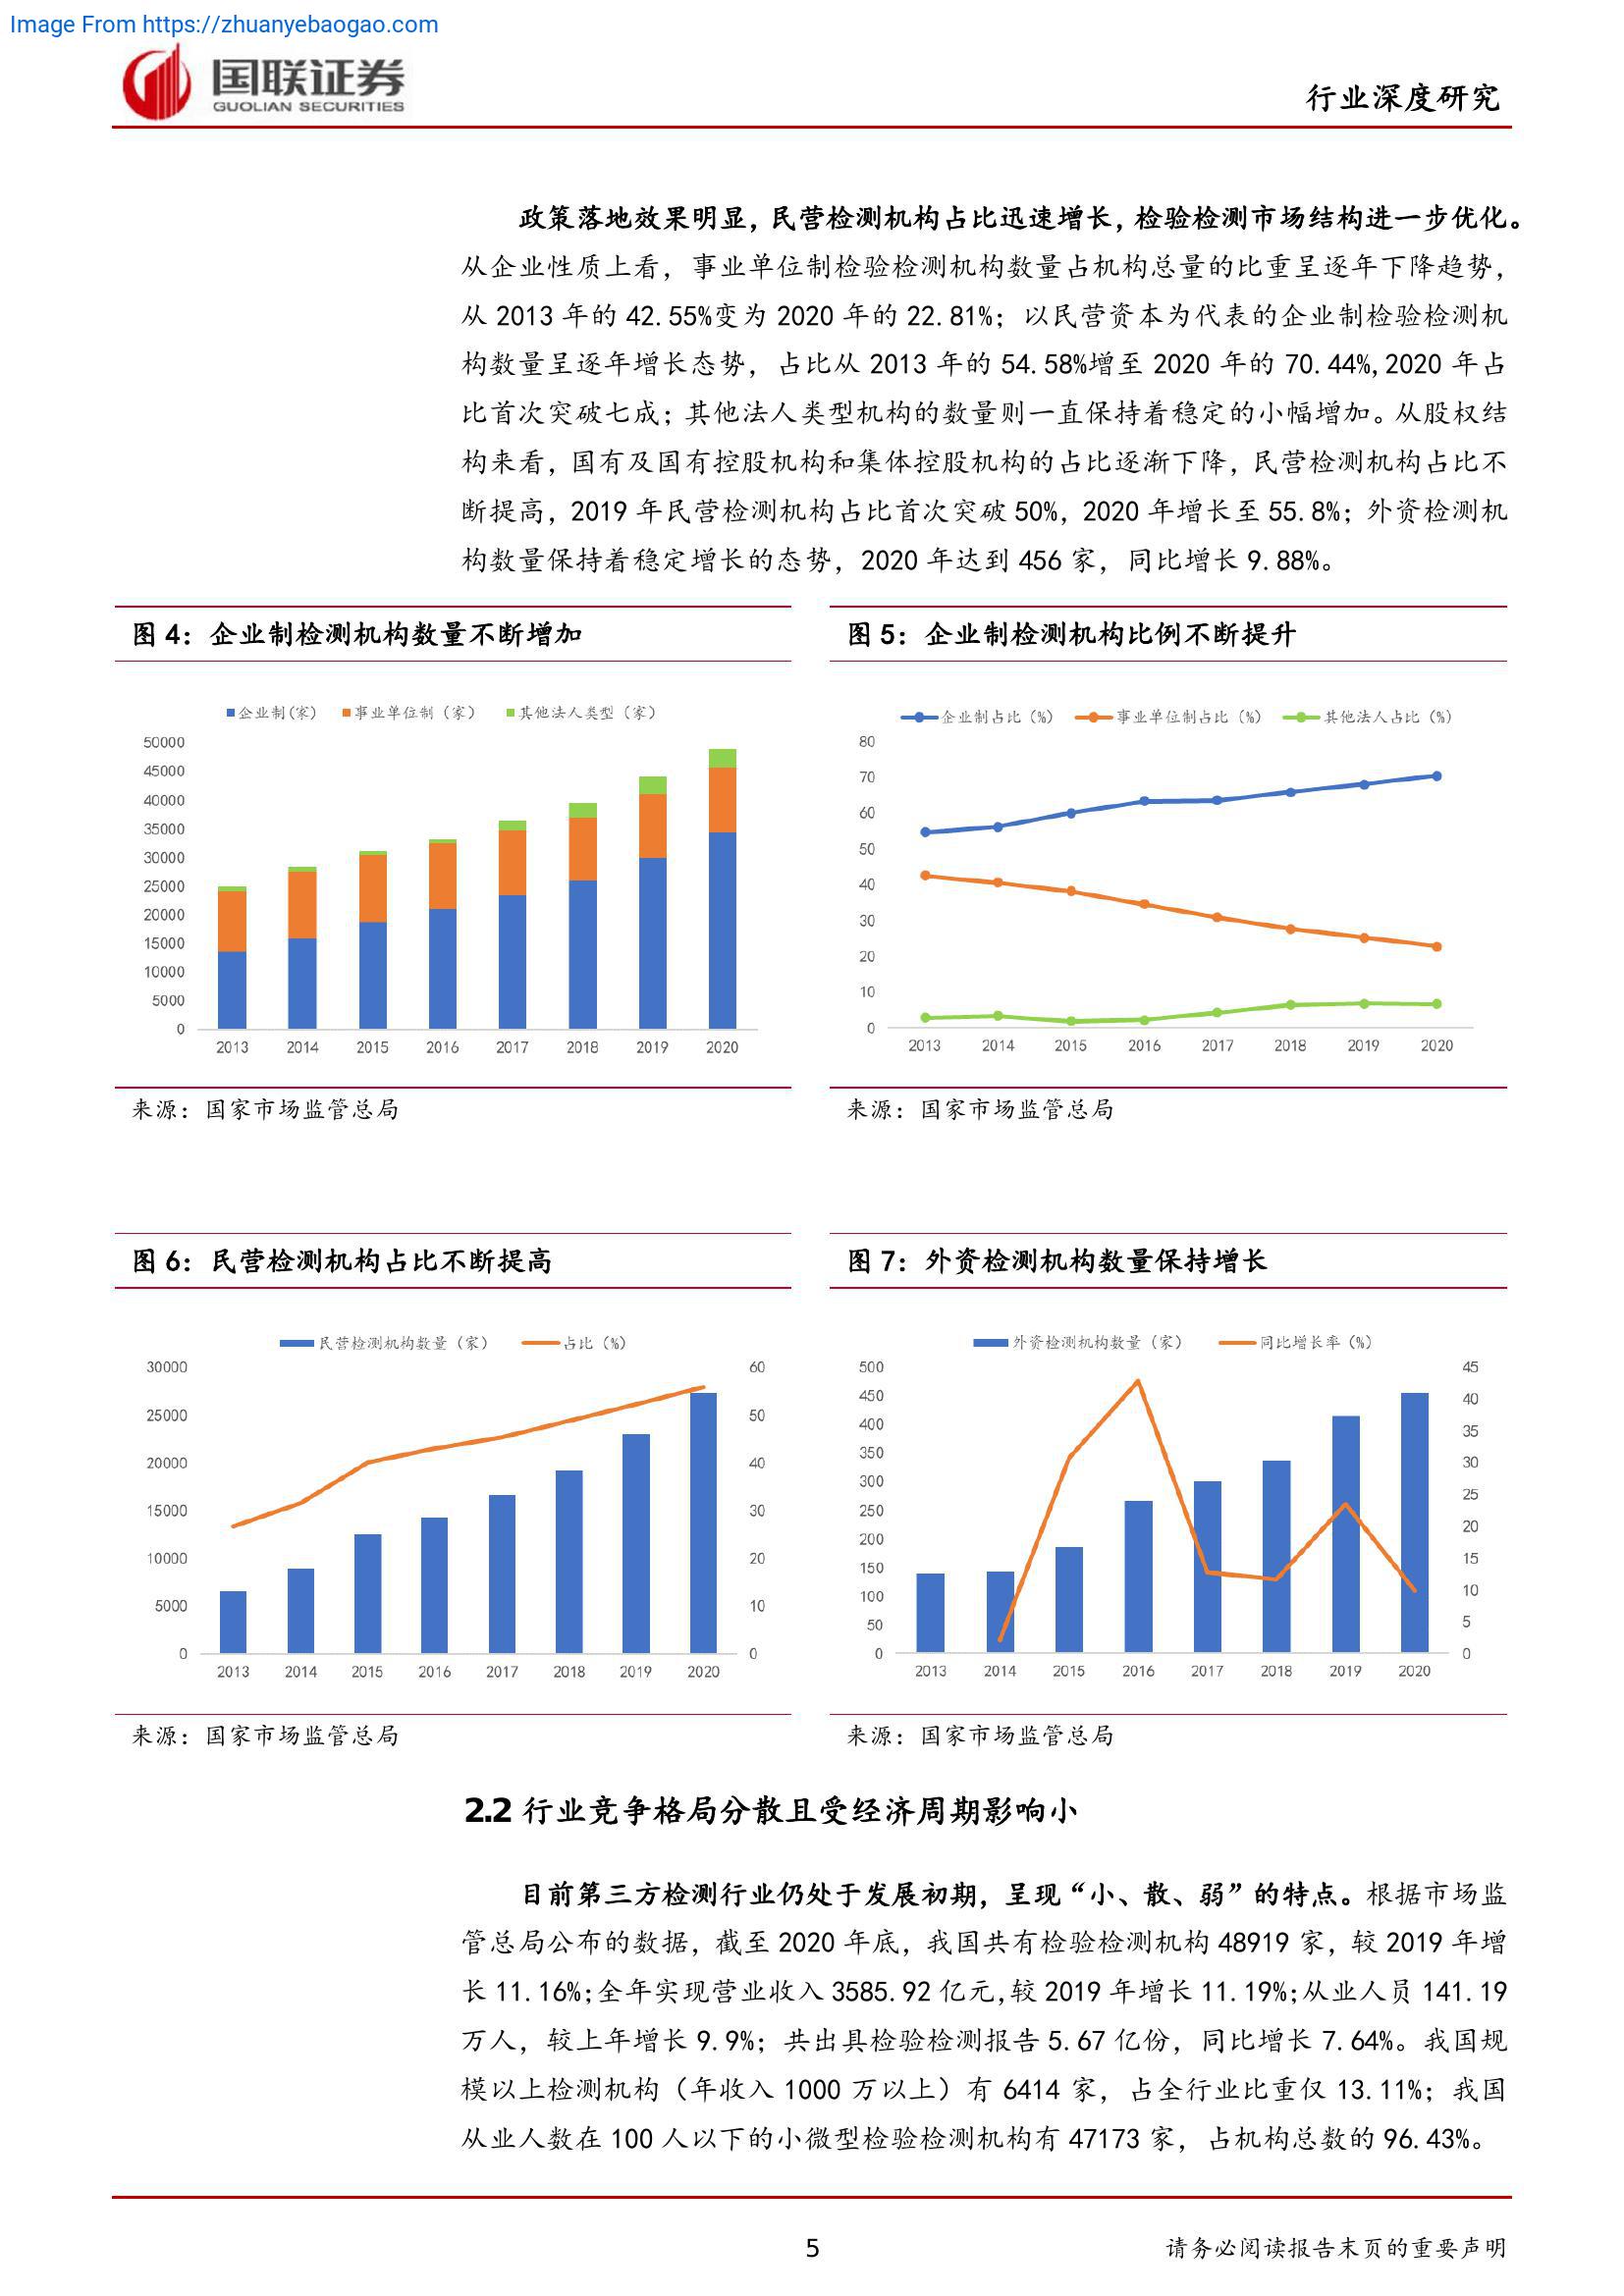 Image From https://zhuanyebaogao.com
国联证券
GUOLIAN SECURITIES
行业深度研究
政策落地效果明显，民营检测机构占比迅速增长，检验检测市场结构进一步优化。
从企业性质上看，事业单位制检验检测机构数量占机构总量的比重呈逐年下降趋势，
从 2013 年的 42.55%变为 2020 年的 22.81%；以民营资本为代表的企业制检验检测机
构数量呈逐年增长态势，占比从 2013 年的 54.58%增至 2020 年的 70.44%,2020 年占
比首次突破七成；其他法人类型机构的数量则一直保持着稳定的小幅增加。从股权结
构来看，国有及国有控股机构和集体控股机构的占比逐渐下降，民营检测机构占比不
断提高，2019 年民营检测机构占比首次突破 50%，2020 年增长至 55.8%；外资检测机
构数量保持着稳定增长的态势，2020 年达到 456 家，同比增长 9.88%。
图 4：企业制检测机构数量不断增加
企业制(家) 事业单位制（家） 其他法人类型（家）
50000
45000
40000
35000
30000
25000
20000
15000
10000
5000
0
2013 2014 2015 2016 2017 2018 2019 2020
来源：国家市场监管总局
图 5：企业制检测机构比例不断提升
企业制占比（%） 事业单位制占比（%） 其他法人占比（%）
80
70
60
50
40
30
20
10
0
2013 2014 2015 2016 2017 2018 2019 2020
来源：国家市场监管总局
图 6：民营检测机构占比不断提高
民营检测机构数量（家） 占比（%）
30000 60
25000 50
20000 40
15000 30
10000 20
5000 10
0 0
2013 2014 2015 2016 2017 2018 2019 2020
来源：国家市场监管总局
图 7：外资检测机构数量保持增长
外资检测机构数量（家） 同比增长率（%）
500
450
400
350
300
250
200
150
100
50
0
45
40
35
30
25
20
15
10
5
0
2013 2014 2015 2016 2017 2018 2019 2020
来源：国家市场监管总局
2.2 行业竞争格局分散且受经济周期影响小
目前第三方检测行业仍处于发展初期，呈现“小、散、弱”的特点。根据市场监
管总局公布的数据，截至 2020 年底，我国共有检验检测机构 48919 家，较 2019 年增
长 11.16%;全年实现营业收入 3585.92 亿元,较 2019 年增长 11.19%;从业人员 141.19
万人，较上年增长 9.9%；共出具检验检测报告 5.67 亿份，同比增长 7.64%。我国规
模以上检测机构（年收入 1000 万以上）有 6414 家，占全行业比重仅 13.11%；我国
从业人数在 100 人以下的小微型检验检测机构有 47173 家，占机构总数的 96.43%。
5
请务必阅读报告末页的重要声明